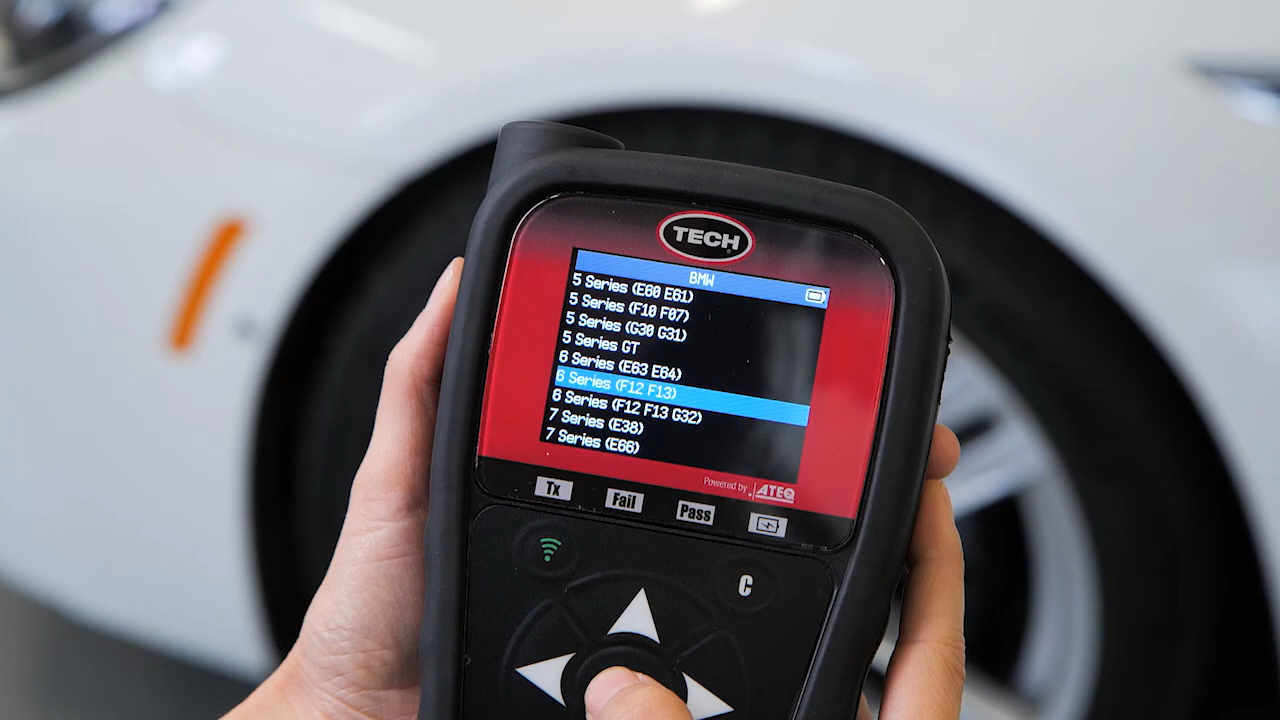 TECH
BMW
5 Series (E60 E61)
5 Series (F10 F07)
5 Series (G30 G31)
5 Series GT
6 Series (E63 E64)
6 Series (F12 F13)
6 Series (F12 F13 G32)
7 Series (E38)
7 Series (E66)
Powered by ATEQ
Tx Fail Pass
C